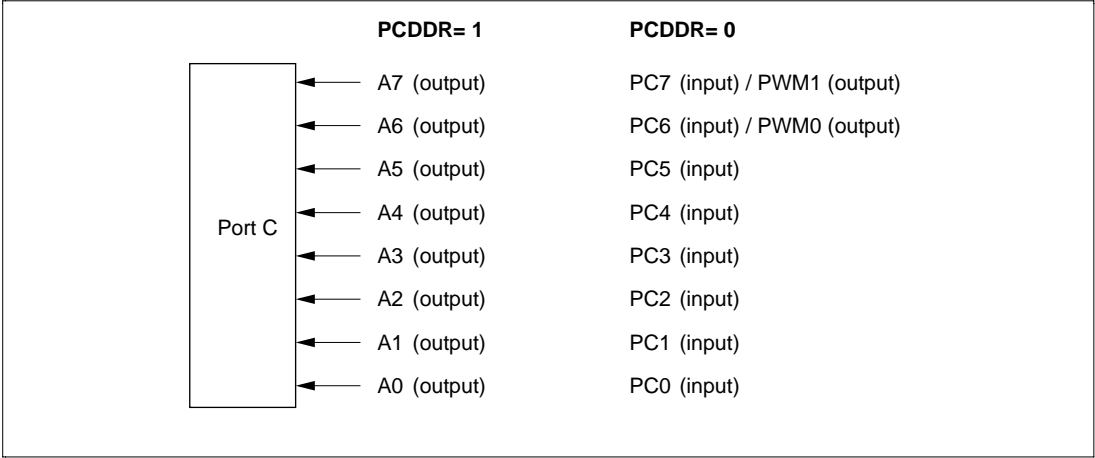 PCDDR= 1 PCDDR= 0
A7 (output) PC7 (input) / PWM1 (output)
A6 (output) PC6 (input) / PWM0 (output)
A5 (output) PC5 (input)
A4 (output) PC4 (input)
Port C
A3 (output) PC3 (input)
A2 (output) PC2 (input)
A1 (output) PC1 (input)
A0 (output) PC0 (input)